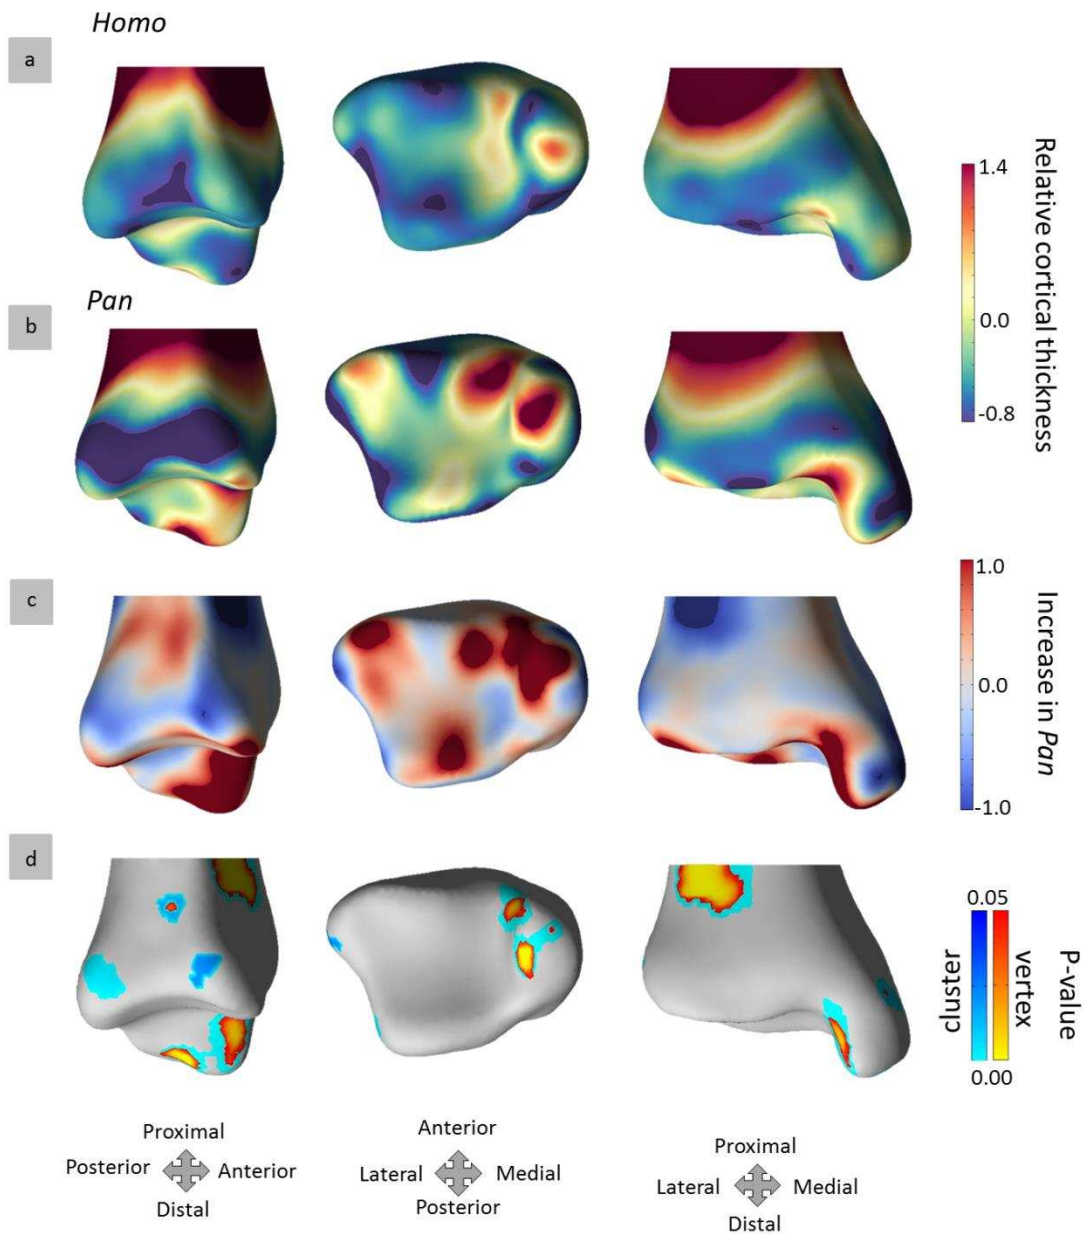 Homo
a
1.4
0.0
-0.8
Relative cortical thickness
Pan
b
c
1.0
0.0
-1.0
Increase in Pan
d
0.05
0.00
cluster
vertex
P-value
Proximal
Posterior Anterior
Distal
Anterior
Lateral Medial
Posterior
Proximal
Lateral Medial
Distal